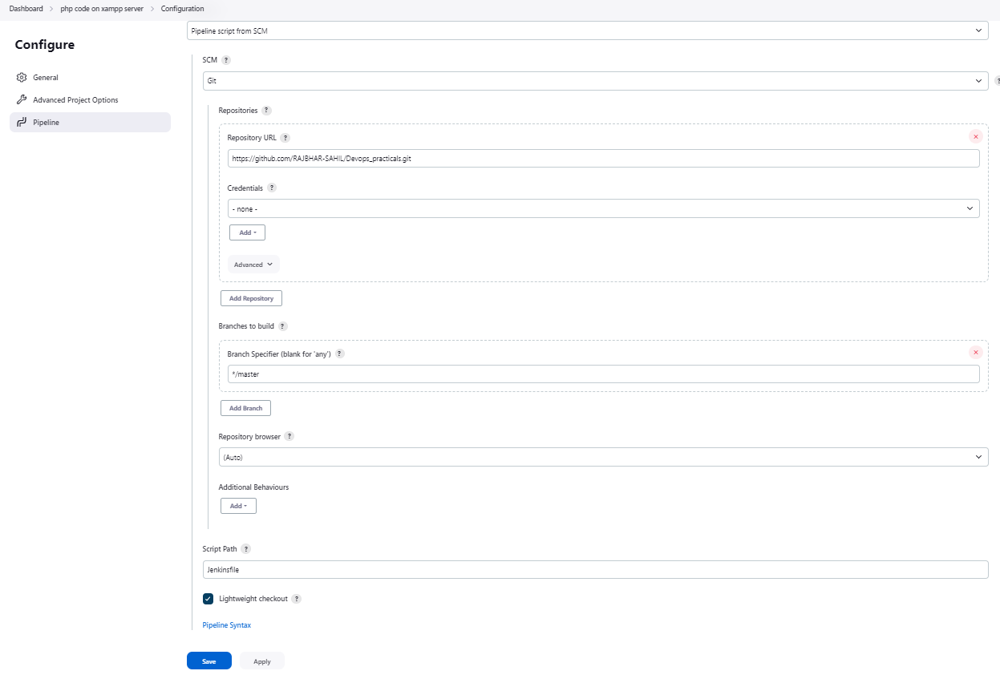 Dashboard > php code on xampp server > Configuration
Configure
General
Advanced Project Options
Pipeline
Pipeline script from SCM
SCM ?
Git
?
Repositories ?
Repository URL ?
https://github.com/RAJBHAR-SAHIL/Devops_practicals.git
Credentials ?
- none -
Add
Advanced
Add Repository
Branches to build ?
Branch Specifier (blank for 'any') ?
*/master
Add Branch
Repository browser ?
(Auto)
Additional Behaviours
Add
Script Path ?
Jenkinsfile
Lightweight checkout ?
Pipeline Syntax
Save
Apply